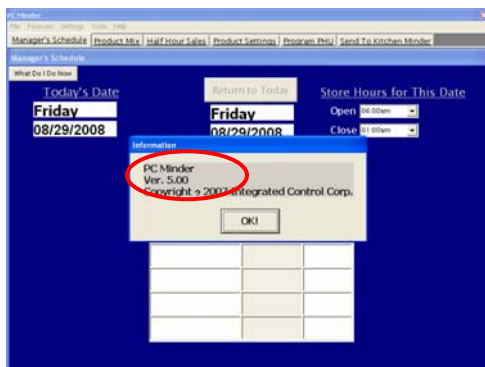 PC Minder
File Forecast Settings Tools Help
Manager's Schedule Product Mix Half Hour Sales Product Settings Program PHU Send To Kitchen Minder
Manager's Schedule
What Do I Do Now
Today's Date Return to Today Store Hours for This Date
Friday Friday Open 06:00am
08/29/2008 08/29/2008 Close 01:00am
Information
PC Minder
Ver. 5.00
Copyright ? 2007 Integrated Control Corp.
OK!